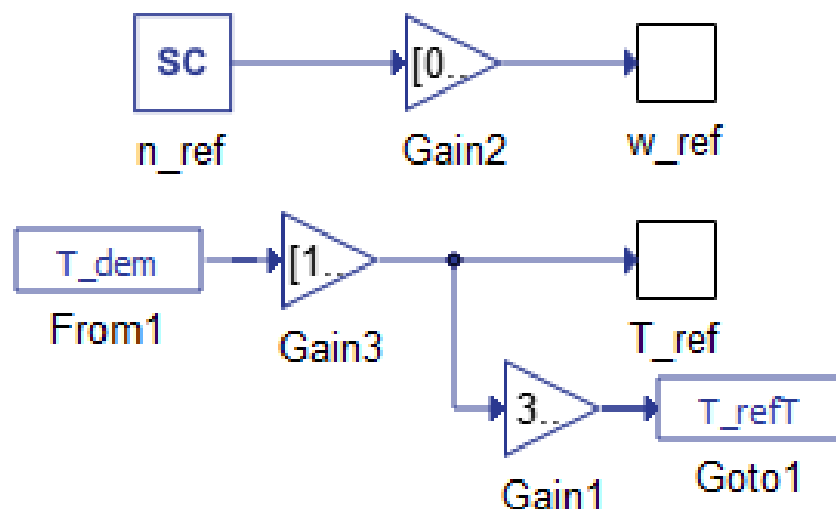 SC
[0..
n_ref
Gain2
w_ref
T_dem
[1..
From1
Gain3
T_ref
3..
T_refT
Gain1
Goto1